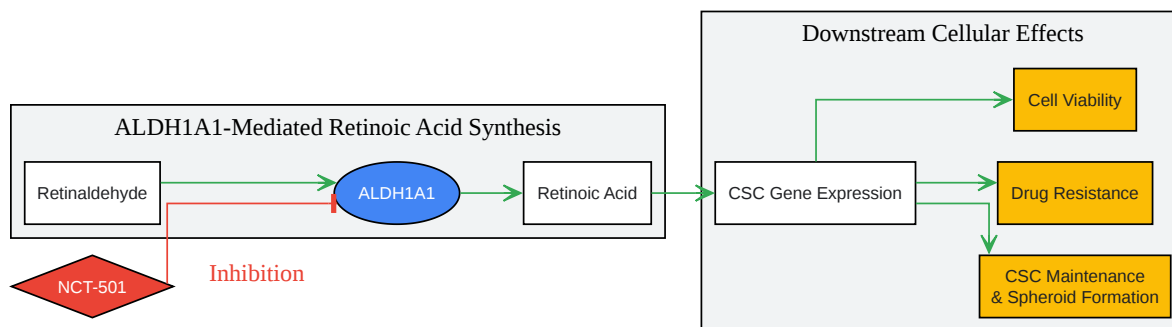 Downstream Cellular Effects
Cell Viability
ALDH1A1-Mediated Retinoic Acid Synthesis
Retinaldehyde
ALDH1A1
Retinoic Acid
CSC Gene Expression
Drug Resistance
NCT-501
Inhibition
CSC Maintenance
& Spheroid Formation